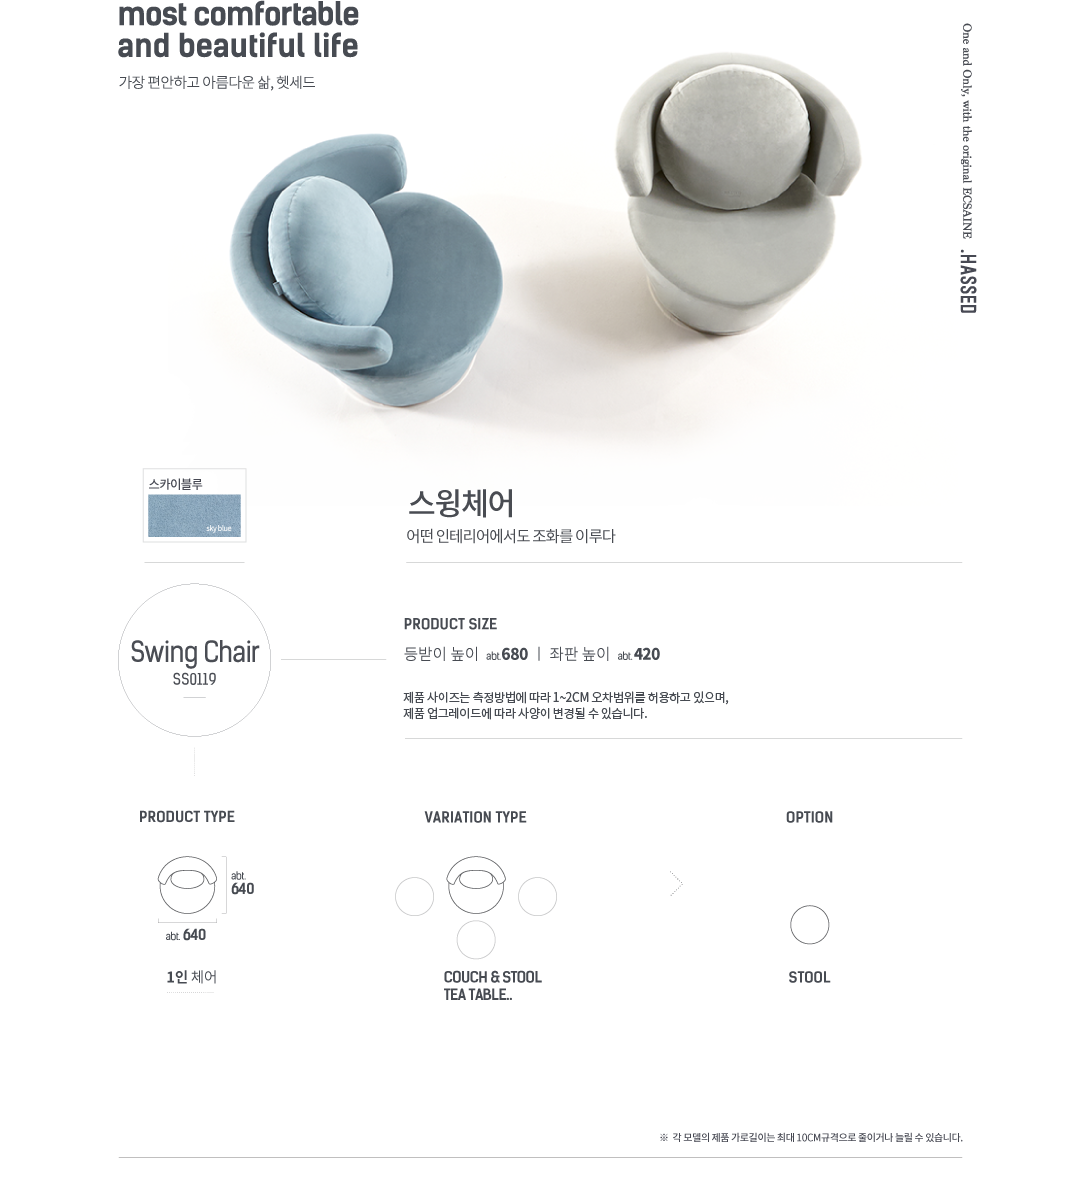 most comfortable
and beautiful life
가장 편안하고 아름다운 삶, 헷세드
One and Only, with the original ECSAINE .HASSED
스카이블루
sky blue
스윙체어
어떤 인테리어에서도 조화를 이루다
Swing Chair
SS0119
PRODUCT SIZE
등받이 높이 abt.680 | 좌판 높이 abt.420
제품 사이즈는 측정방법에 따라 1~2CM 오차범위를 허용하고 있으며,
제품 업그레이드에 따라 사양이 변경될 수 있습니다.
PRODUCT TYPE
abt.
640
abt. 640
1인 체어
VARIATION TYPE
COUCH & STOOL
TEA TABLE..
OPTION
STOOL
※ 각 모델의 제품 가로길이는 최대 10CM규격으로 줄이거나 늘릴 수 있습니다.